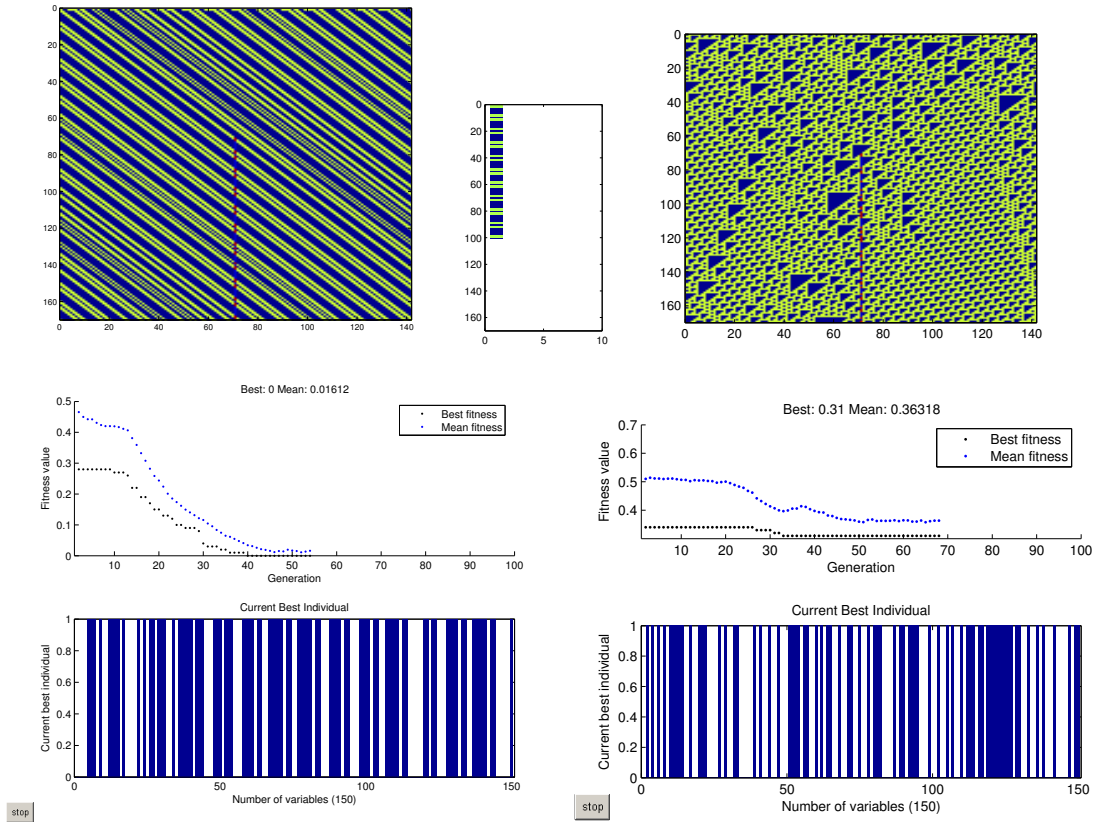 0
20
40
60
80
100
120
140
160
0 20 40 60 80 100 120 140
0
20
40
60
80
100
120
140
160
0 5 10
0
20
40
60
80
100
120
140
160
0 20 40 60 80 100 120 140
Best: 0 Mean: 0.01612
0.5
0.4
0.3
0.2
0.1
0
Fitness value
Best fitness
Mean fitness
10 20 30 40 50 60 70 80 90 100
Generation
Best: 0.31 Mean: 0.36318
0.7
0.6
0.5
0.4
Fitness value
Best fitness
Mean fitness
10 20 30 40 50 60 70 80 90 100
Generation
Current Best Individual
1
0.8
0.6
0.4
0.2
0
Current best individual
0 50 100 150
Number of variables (150)
stop
Current Best Individual
1
0.8
0.6
0.4
0.2
0
Current best individual
0 50 100 150
Number of variables (150)
stop